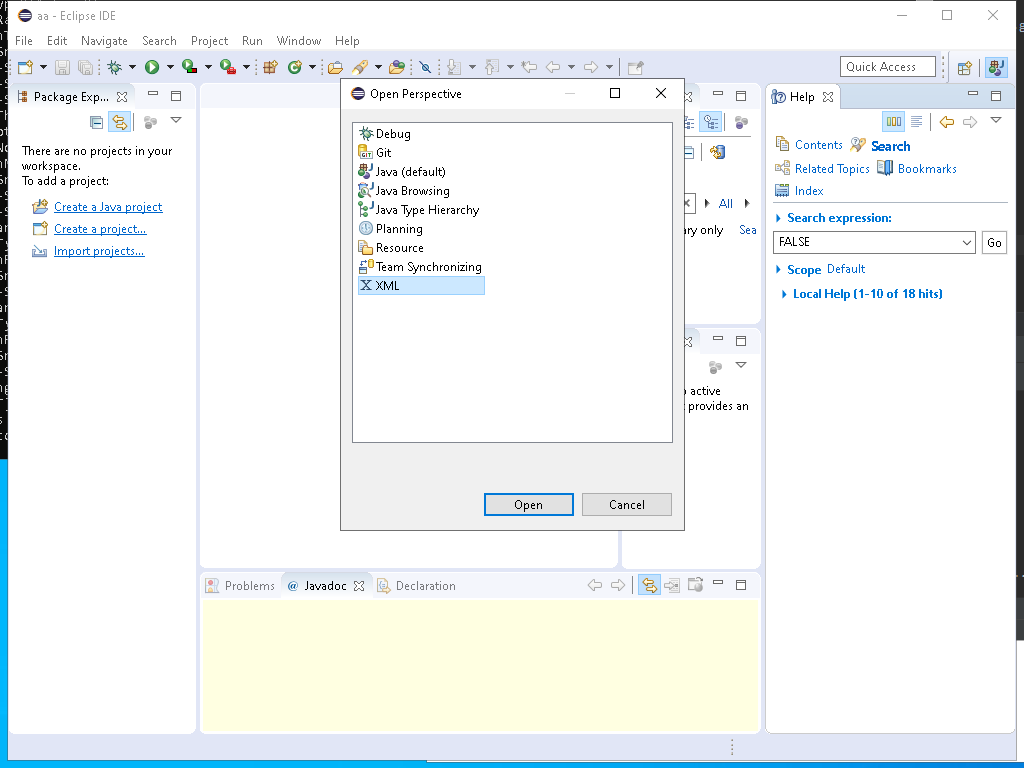 aa - Eclipse IDE
File Edit Navigate Search Project Run Window Help
Quick Access
Package Exp...
There are no projects in your
workspace.
To add a project:
Create a Java project
Create a project...
Import projects...
Open Perspective
Debug
GIT Git
Java (default)
Java Browsing
Java Type Hierarchy
Planning
Resource
Team Synchronizing
X XML
Open Cancel
All
ry only Sea
active
provides an
Help
Contents Search
Related Topics Bookmarks
Index
Search expression:
FALSE Go
Scope Default
Local Help (1-10 of 18 hits)
Problems @ Javadoc Declaration